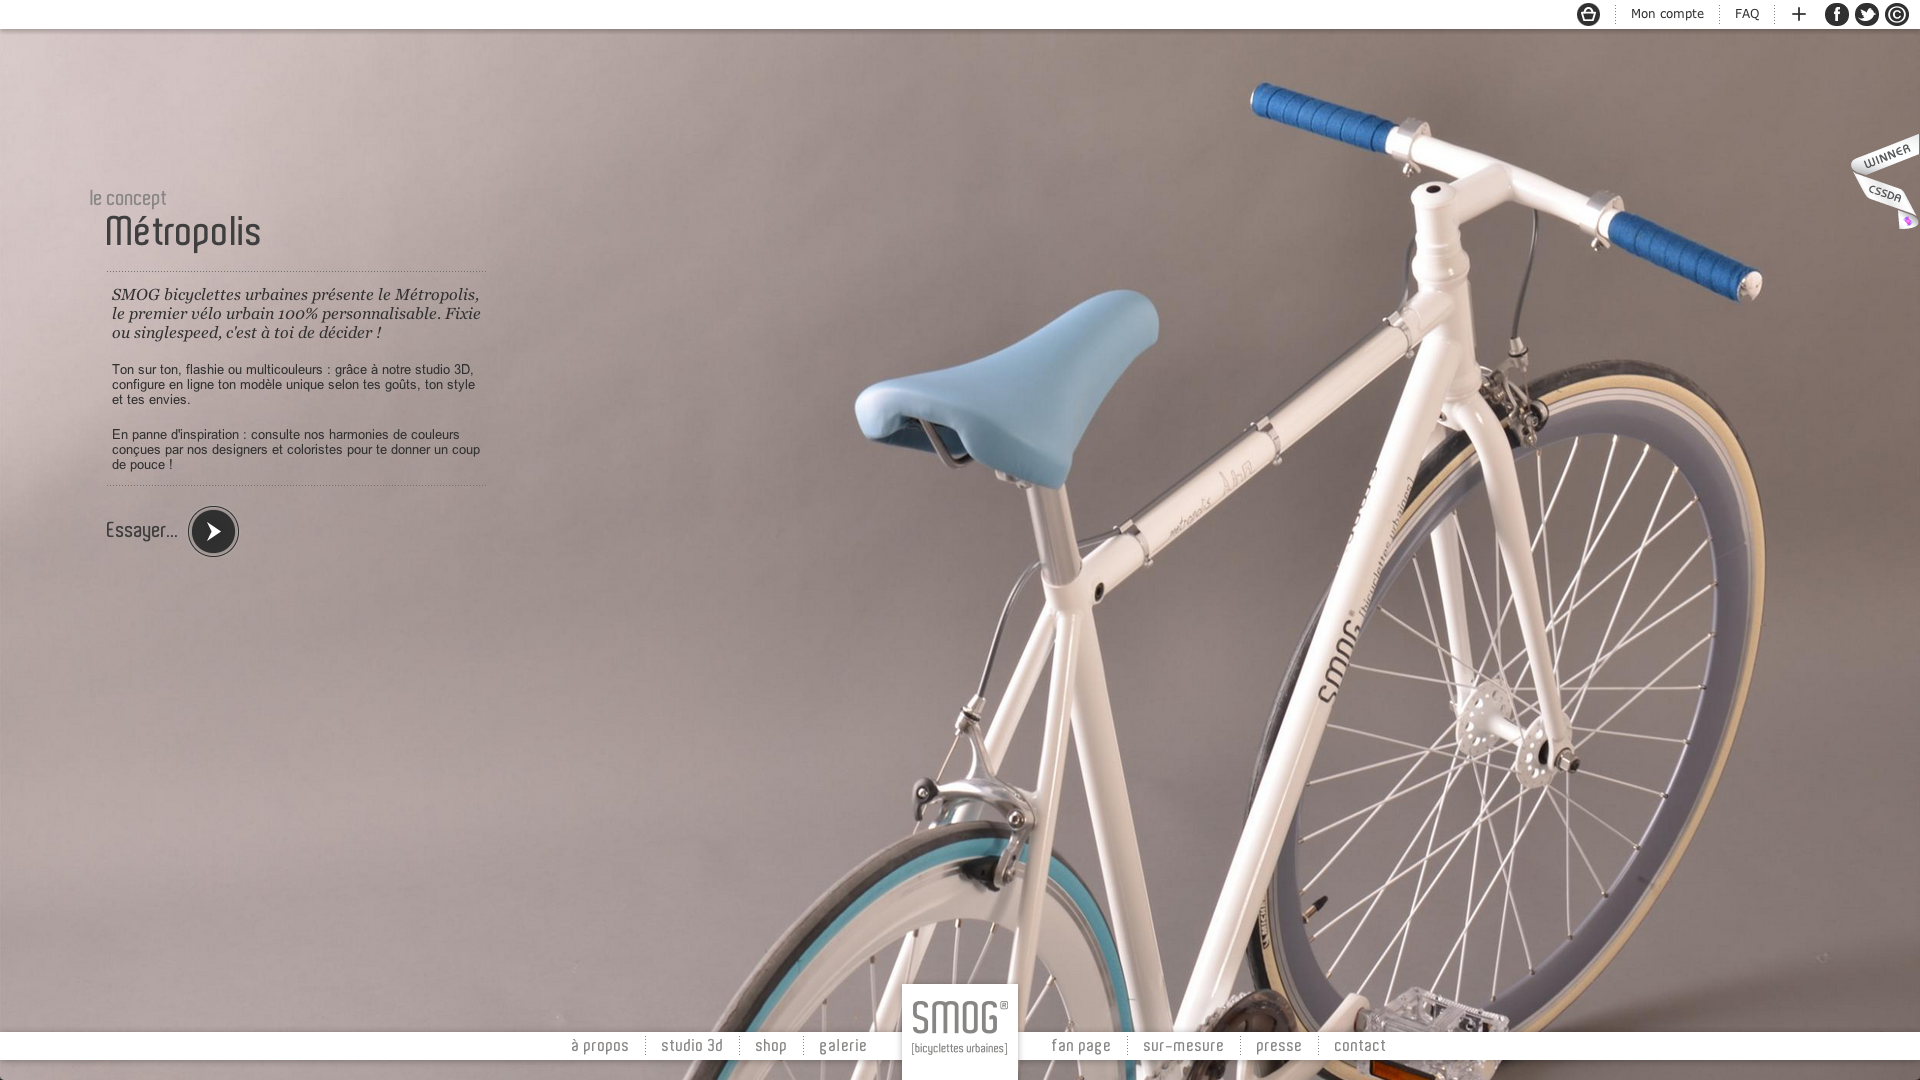 Mon compte
FAQ
WINNER
CSSDA
le concept
Métropolis
SMOG bicyclettes urbaines présente le Métropolis,
le premier vélo urbain 100% personnalisable. Fixie
ou singlespeed, c'est à toi de décider !
Ton sur ton, flashie ou multicouleurs : grâce à notre studio 3D,
configure en ligne ton modèle unique selon tes goûts, ton style
et tes envies.
En panne d'inspiration : consulte nos harmonies de couleurs
conçues par nos designers et coloristes pour te donner un coup
de pouce !
Essayer...
métropolis
SMOG®
[bicyclettes urbaines]
à propos
studio 3d
shop
galerie
SMOG®
[bicyclettes urbaines]
fan page
sur-mesure
presse
contact